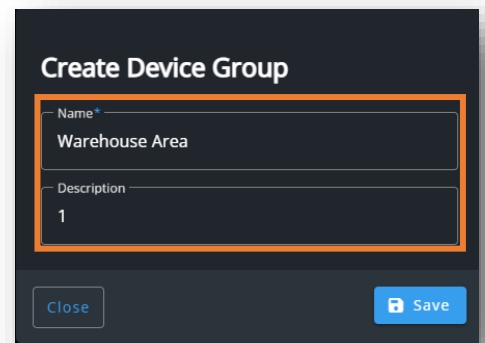 Create Device Group
Name*
Warehouse Area
Description
1
Close
Save